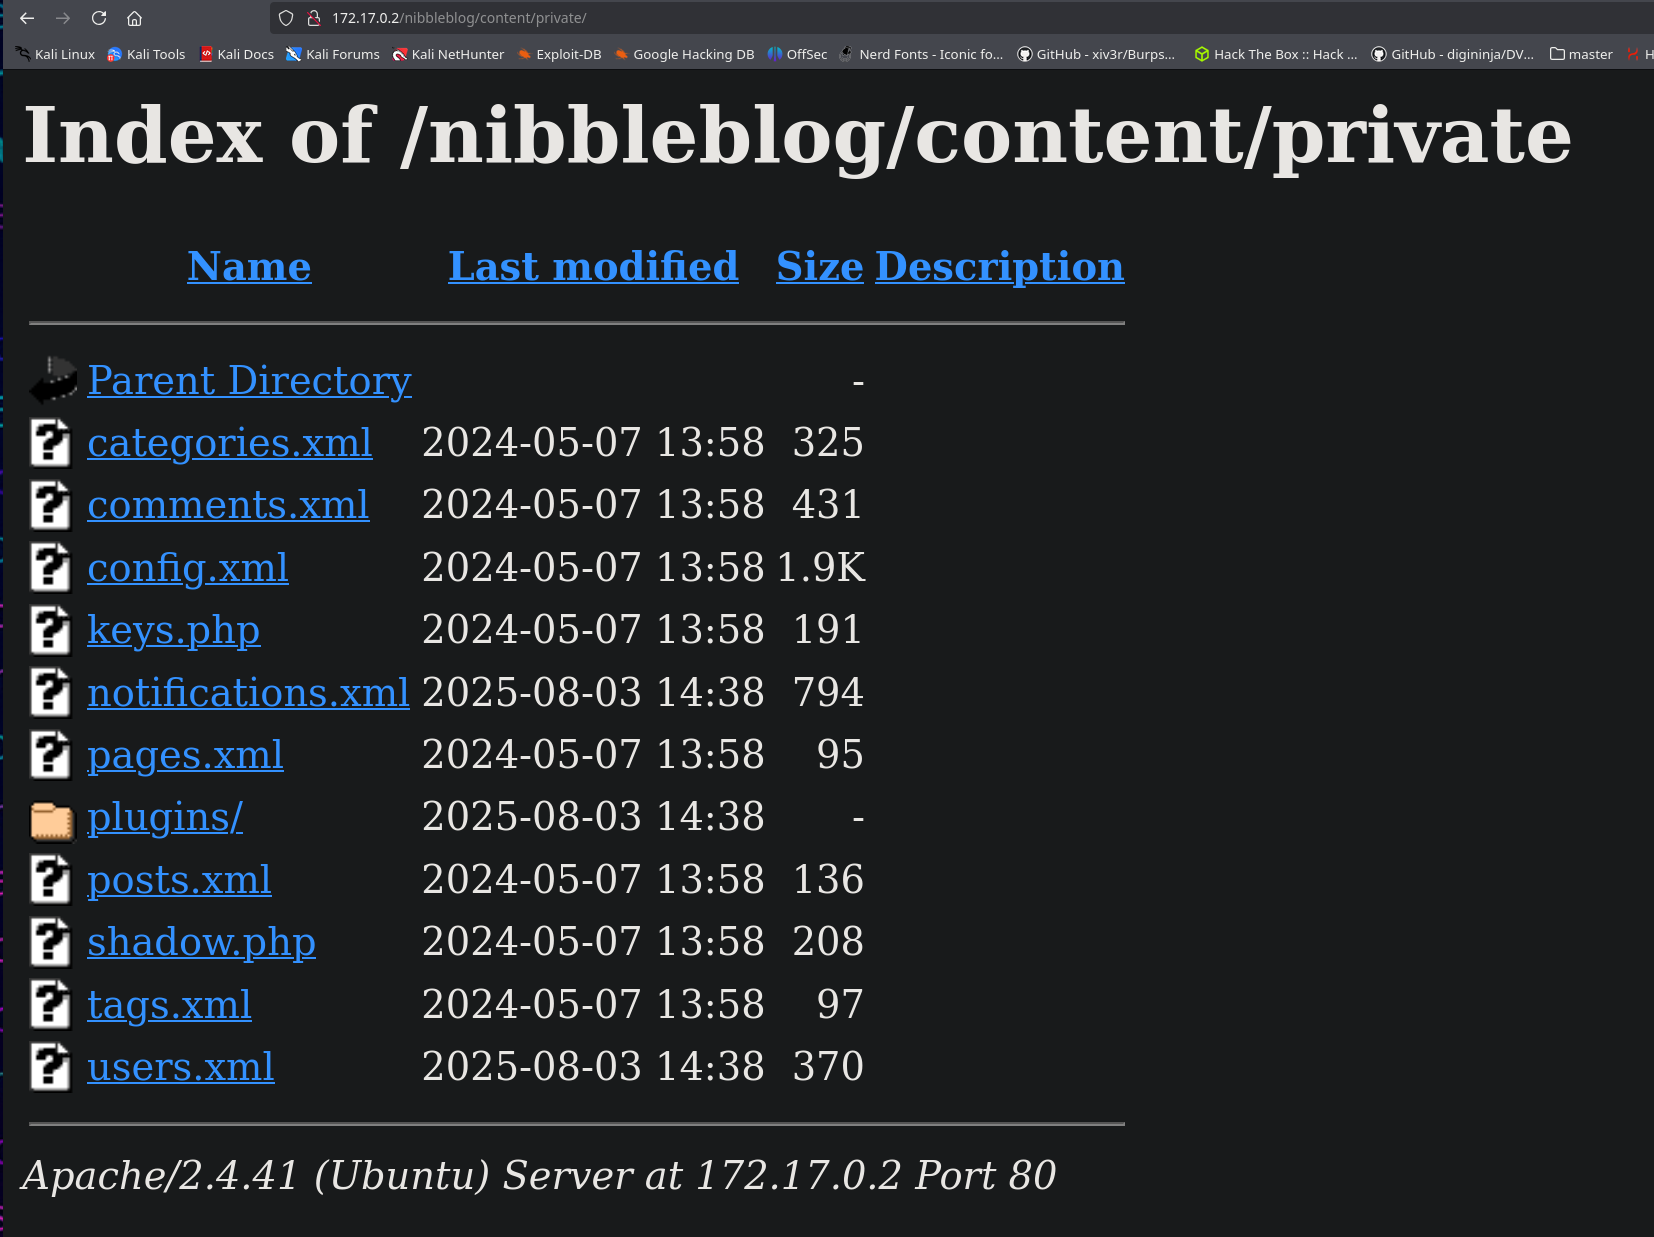 172.17.0.2/nibbleblog/content/private/
Kali Linux Kali Tools Kali Docs Kali Forums Kali NetHunter Exploit-DB Google Hacking DB OffSec Nerd Fonts - Iconic fo... GitHub - xiv3r/Burps... Hack The Box :: Hack ... GitHub - digininja/DV... master H
Index of /nibbleblog/content/private
Name Last modified Size Description
Parent Directory -
categories.xml 2024-05-07 13:58 325
comments.xml 2024-05-07 13:58 431
config.xml 2024-05-07 13:58 1.9K
keys.php 2024-05-07 13:58 191
notifications.xml 2025-08-03 14:38 794
pages.xml 2024-05-07 13:58 95
plugins/ 2025-08-03 14:38 -
posts.xml 2024-05-07 13:58 136
shadow.php 2024-05-07 13:58 208
tags.xml 2024-05-07 13:58 97
users.xml 2025-08-03 14:38 370
Apache/2.4.41 (Ubuntu) Server at 172.17.0.2 Port 80